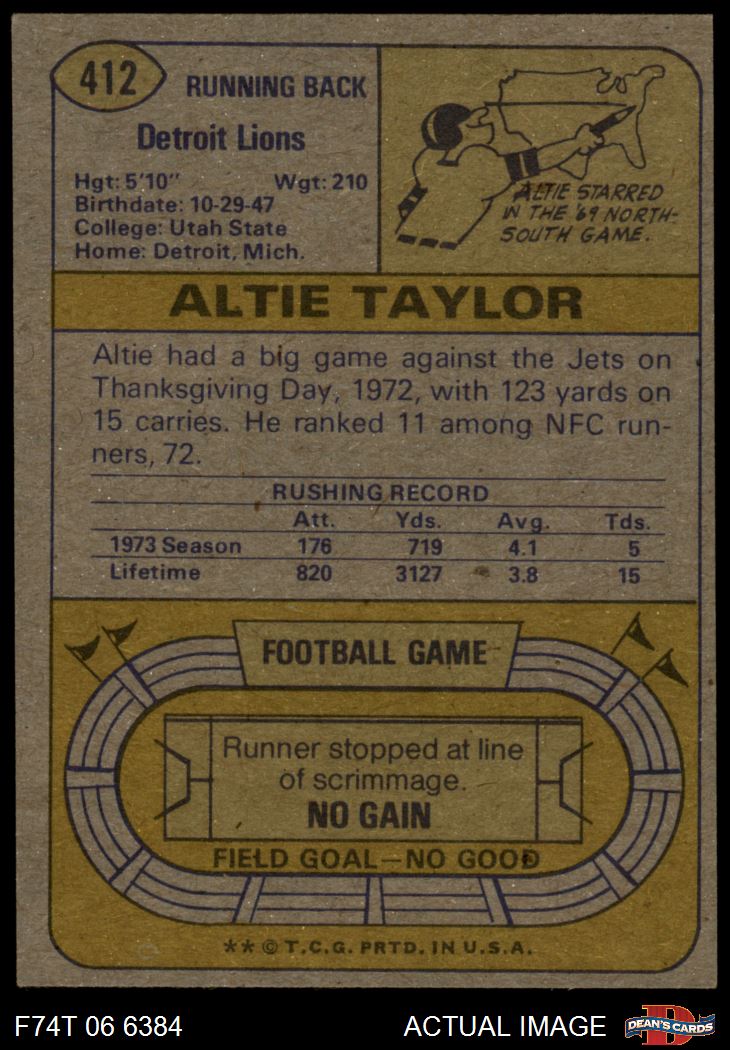 412
RUNNING BACK
Detroit Lions
Hgt: 5'10" Wgt: 210
Birthdate: 10-29-47
College: Utah State
Home: Detroit, Mich.
ALTIE STARRED
IN THE '69 NORTH-
SOUTH GAME.
ALTIE TAYLOR
Altie had a big game against the Jets on
Thanksgiving Day, 1972, with 123 yards on
15 carries. He ranked 11 among NFC run-
ners, 72.
RUSHING RECORD
Att. Yds. Avg. Tds.
1973 Season 176 719 4.1 5
Lifetime 820 3127 3.8 15
FOOTBALL GAME
Runner stopped at line
of scrimmage.
NO GAIN
FIELD GOAL—NO GOOD
** © T.C.G. PRTD. IN U.S.A.
F74T 06 6384 ACTUAL IMAGE D DEAN'S CARDS